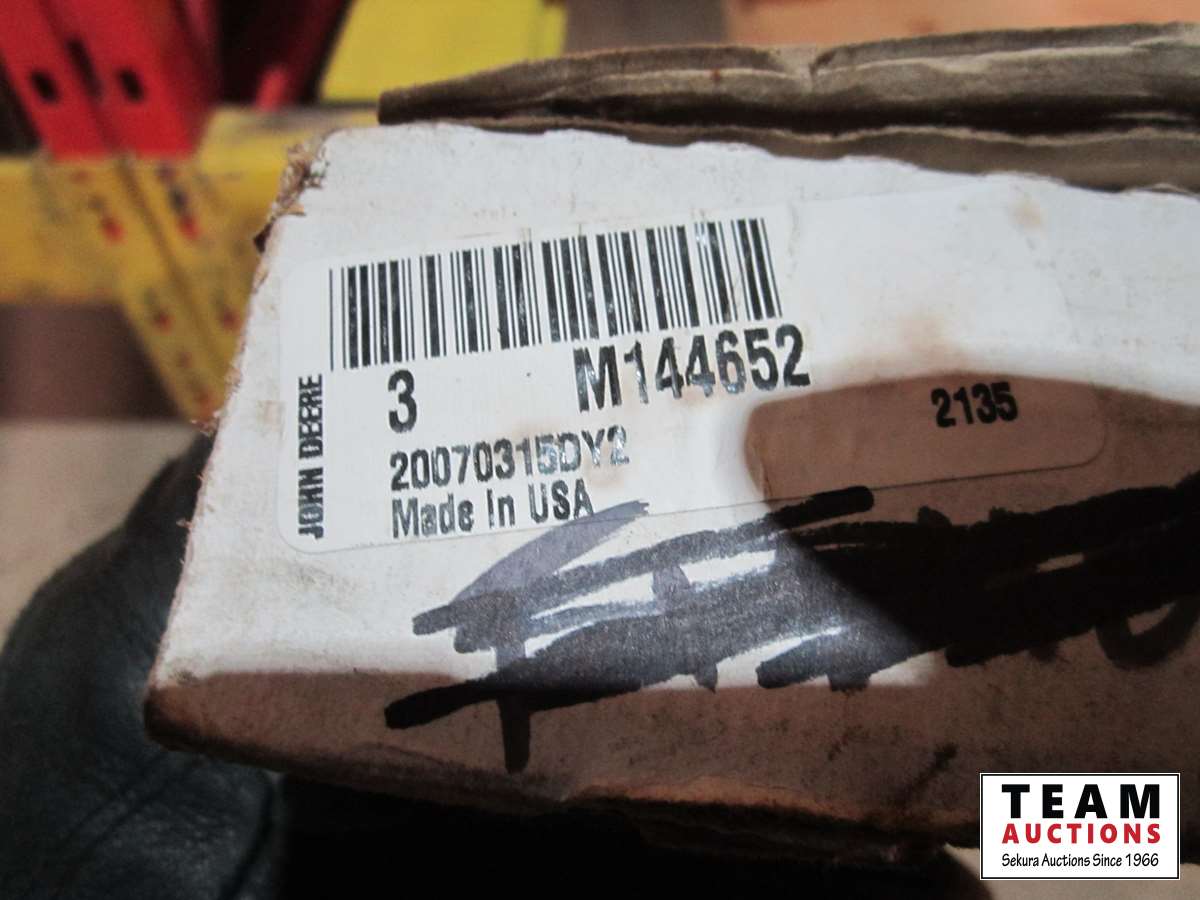 JOHN DEERE
3 M144652
20070315DY2
Made In USA
2135
TEAM
AUCTIONS
Sekura Auctions Since 1966